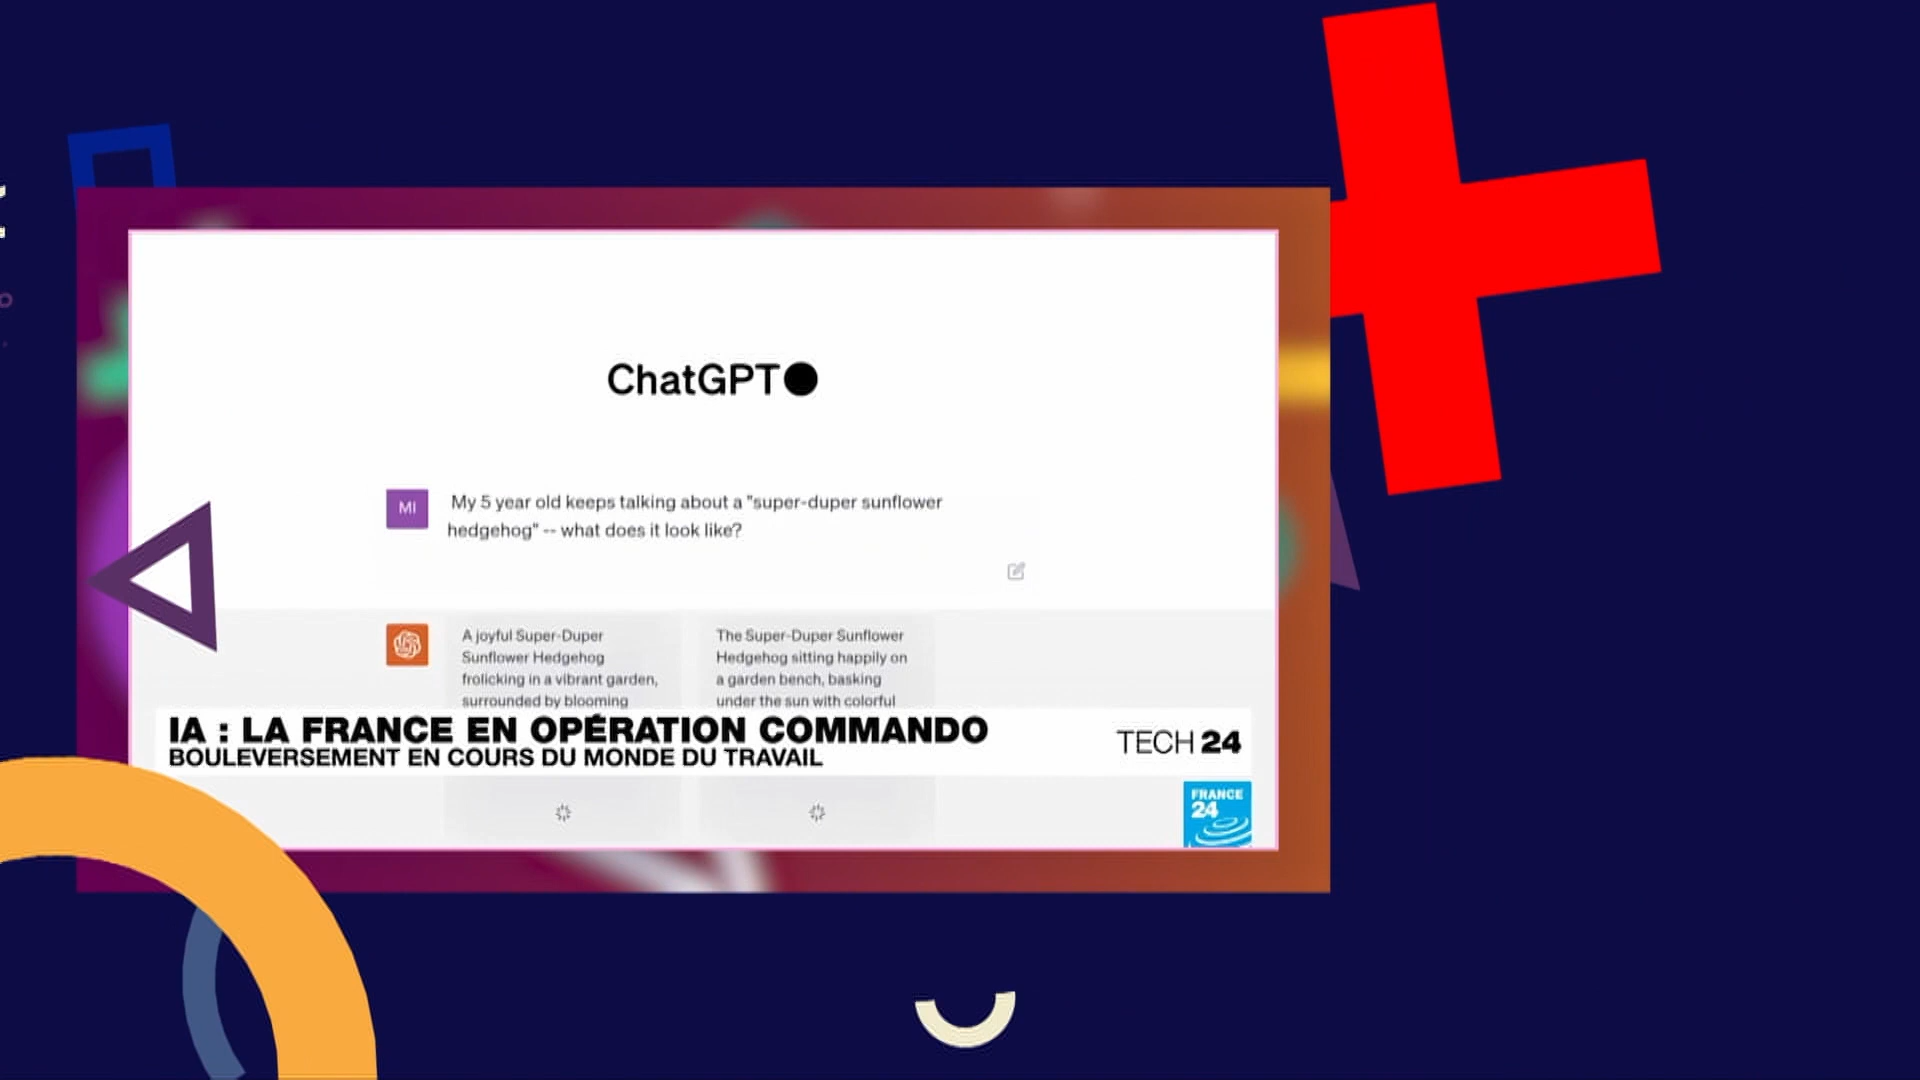 ChatGPT
MI
My 5 year old keeps talking about a "super-duper sunflower
hedgehog" -- what does it look like?
A joyful Super-Duper
Sunflower Hedgehog
frolicking in a vibrant garden,
surrounded by blooming
The Super-Duper Sunflower
Hedgehog sitting happily on
a garden bench, basking
under the sun with colorful
IA : LA FRANCE EN OPÉRATION COMMANDO
BOULEVERSEMENT EN COURS DU MONDE DU TRAVAIL
TECH 24
FRANCE
24